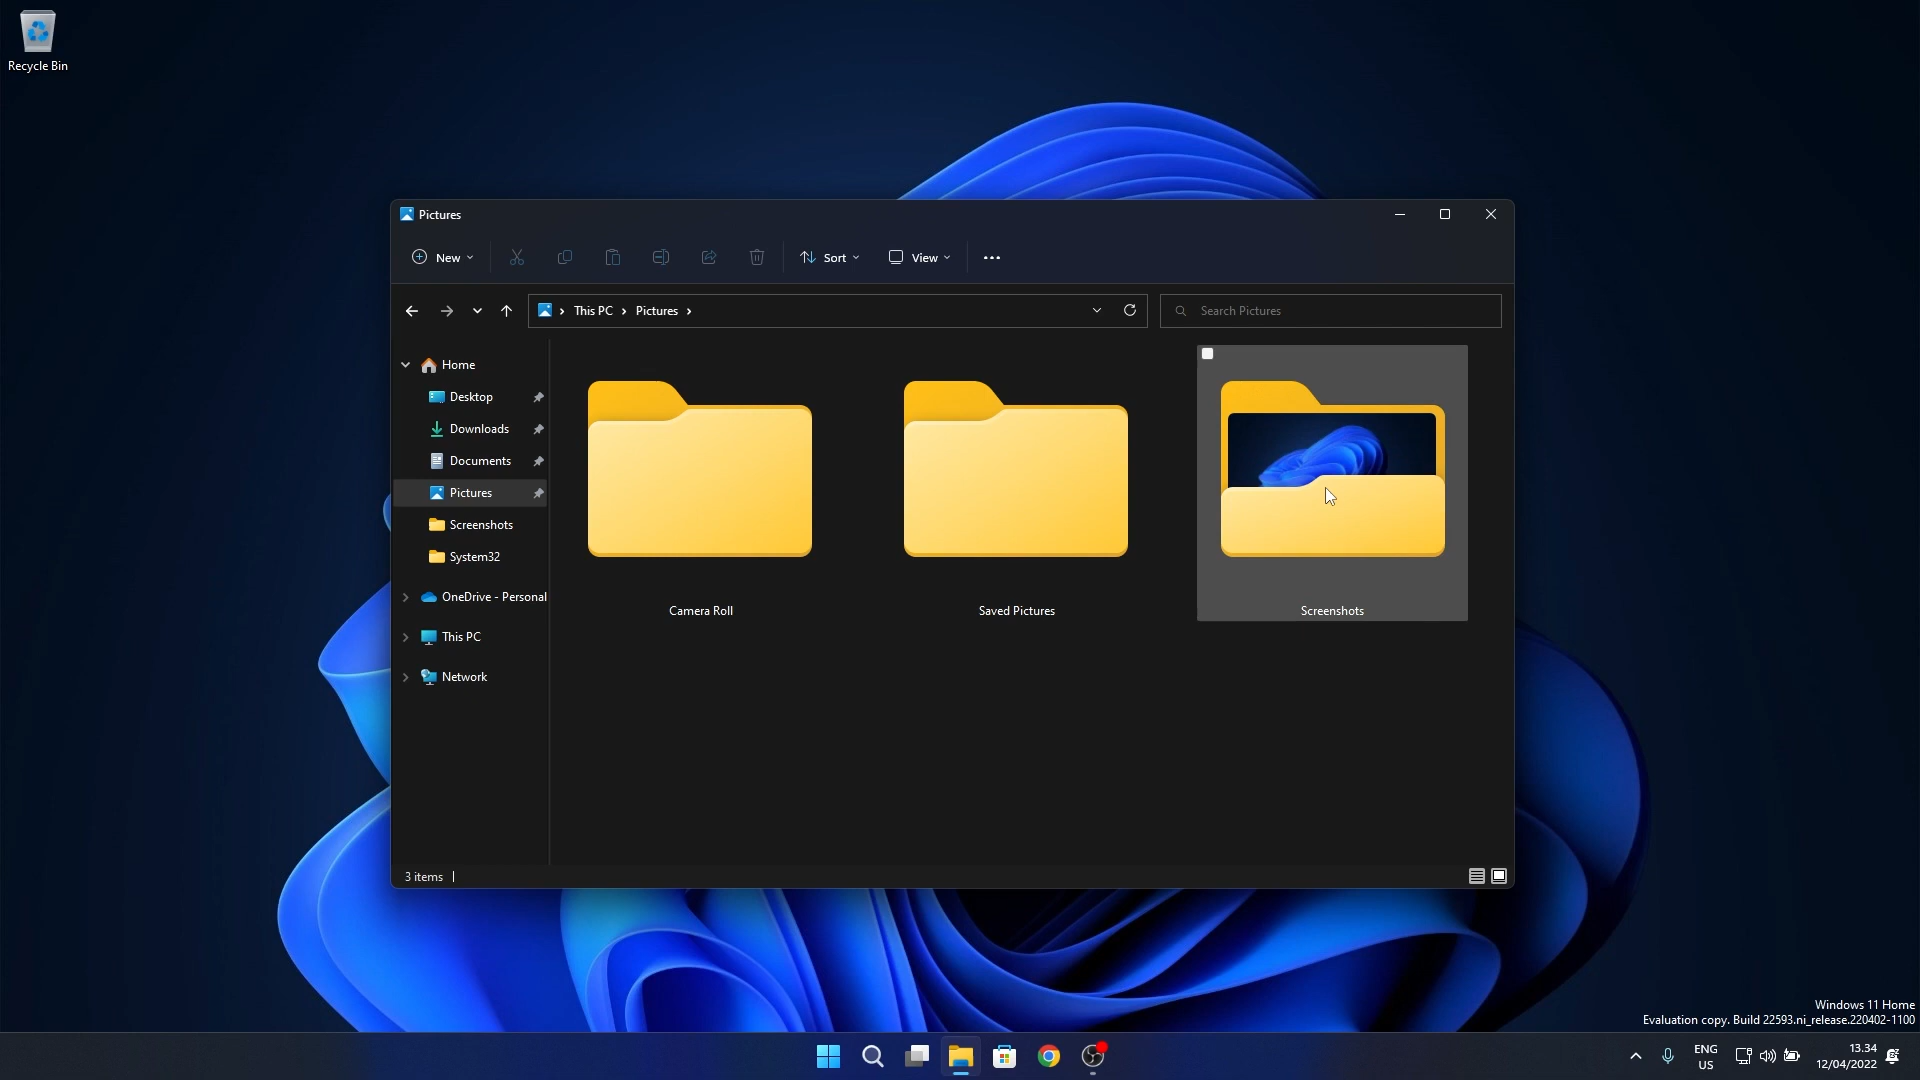 Recycle Bin
Pictures
New
Sort
View
This PC
Pictures
Search Pictures
Home
Desktop
Downloads
Documents
Pictures
Screenshots
System32
OneDrive - Personal
This PC
Network
Camera Roll
Saved Pictures
Screenshots
3 items
Windows 11 Home
Evaluation copy. Build 22593.ni_release.220402-1100
ENG
US
13.34
12/04/2022